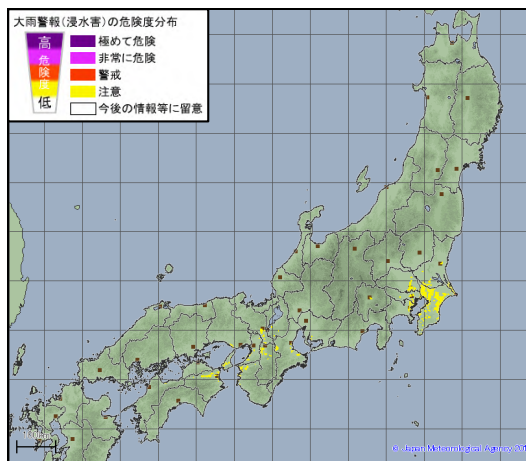 大雨警報(浸水害)の危険度分布
高
危険度
低
極めて危険
非常に危険
警戒
注意
今後の情報等に留意
© Japan Meteorological Agency